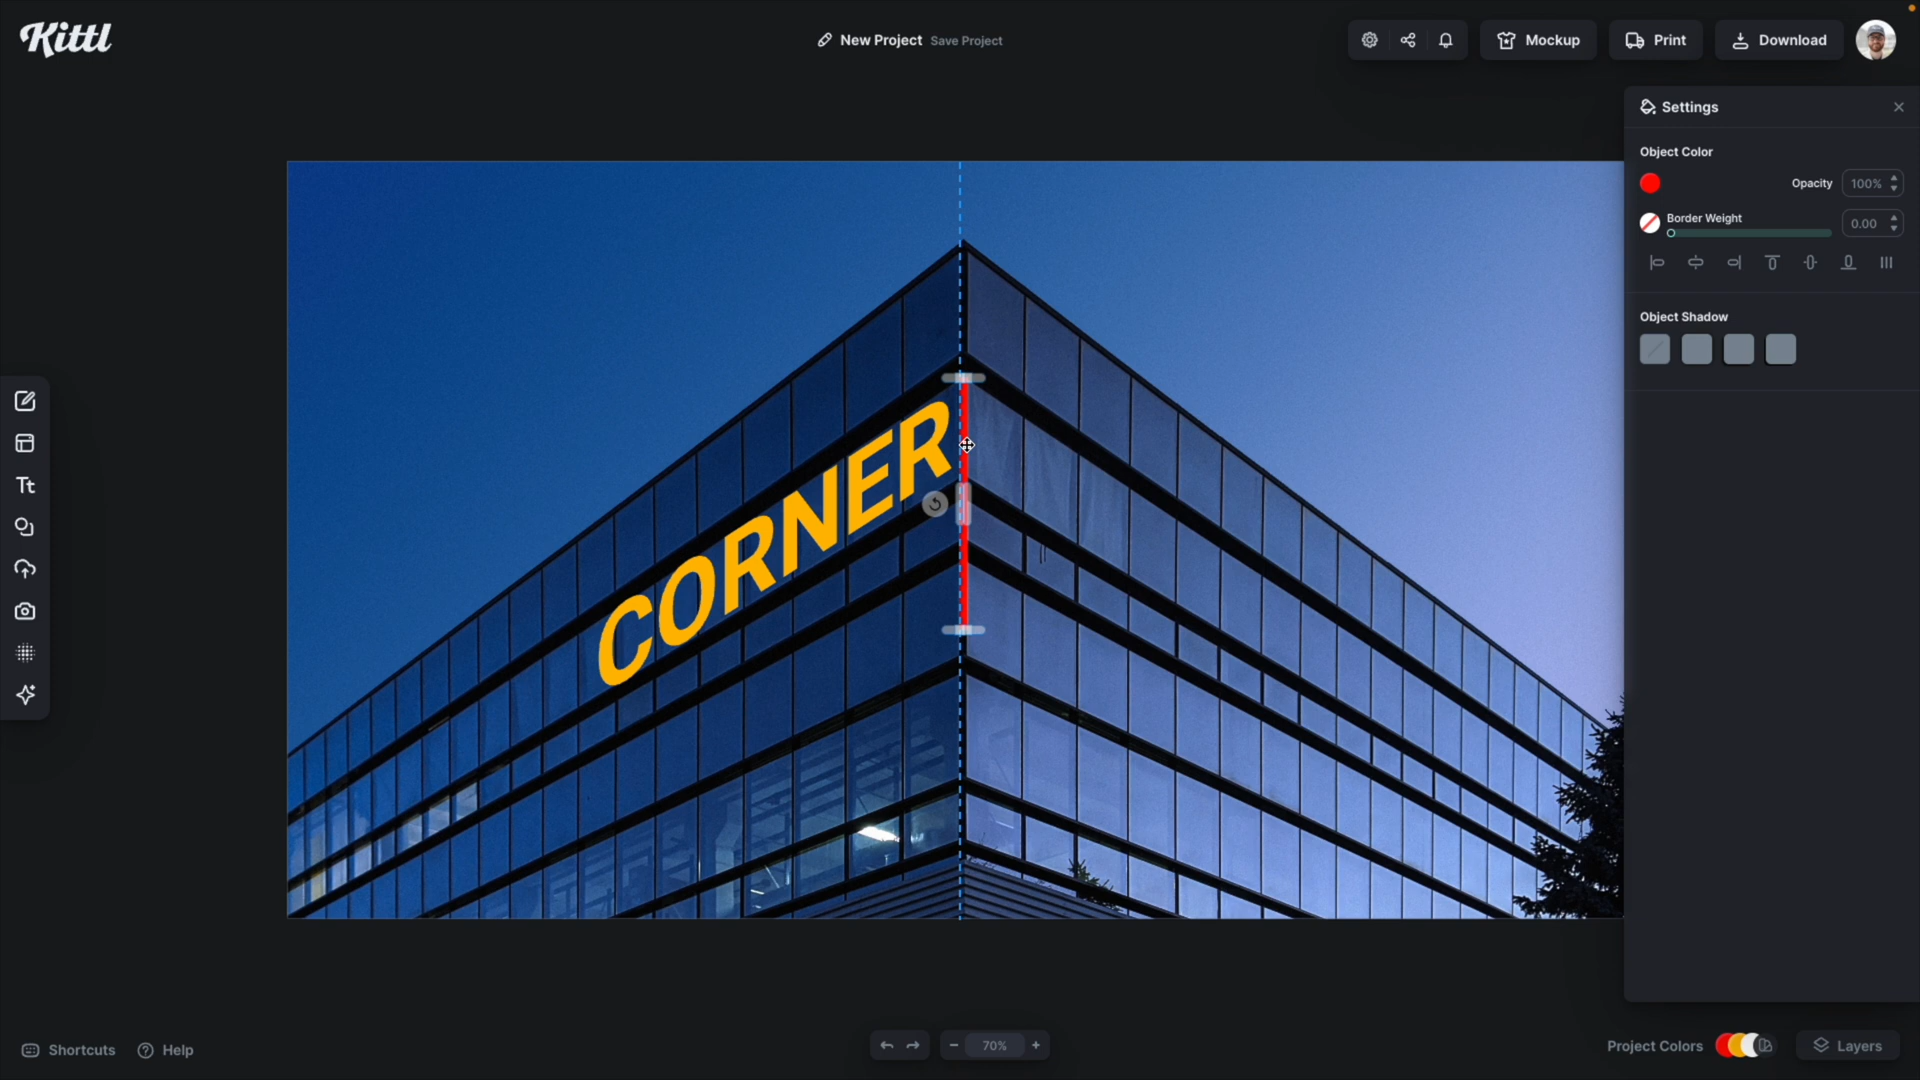 Kittl
New Project Save Project
Mockup
Print
Download
Settings
Object Color
Opacity 100%
Border Weight 0.00
Object Shadow
CORNER
Tt
Shortcuts
Help
70%
Project Colors
Layers